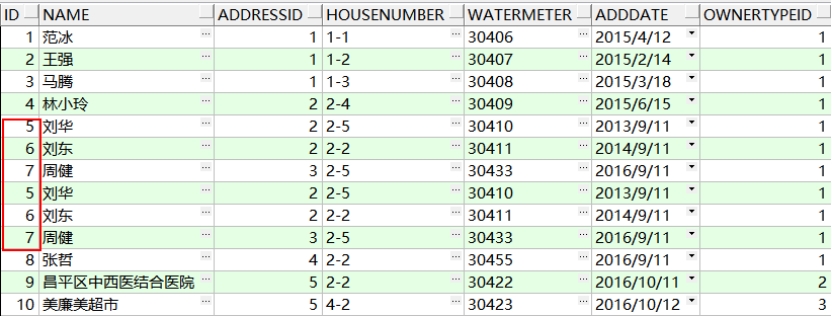 ID NAME ADDRESSID HOUSENUMBER WATERMETER ADDDATE OWNERTYPEID
1 范冰 1 1-1 30406 2015/4/12 1
2 王强 1 1-2 30407 2015/2/14 1
3 马腾 1 1-3 30408 2015/3/18 1
4 林小玲 2 2-4 30409 2015/6/15 1
5 刘华 2 2-5 30410 2013/9/11 1
6 刘东 2 2-2 30411 2014/9/11 1
7 周健 3 2-5 30433 2016/9/11 1
5 刘华 2 2-5 30410 2013/9/11 1
6 刘东 2 2-2 30411 2014/9/11 1
7 周健 3 2-5 30433 2016/9/11 1
8 张哲 4 2-2 30455 2016/9/11 1
9 昌平区中西医结合医院 5 2-2 30422 2016/10/11 2
10 美廉美超市 5 4-2 30423 2016/10/12 3